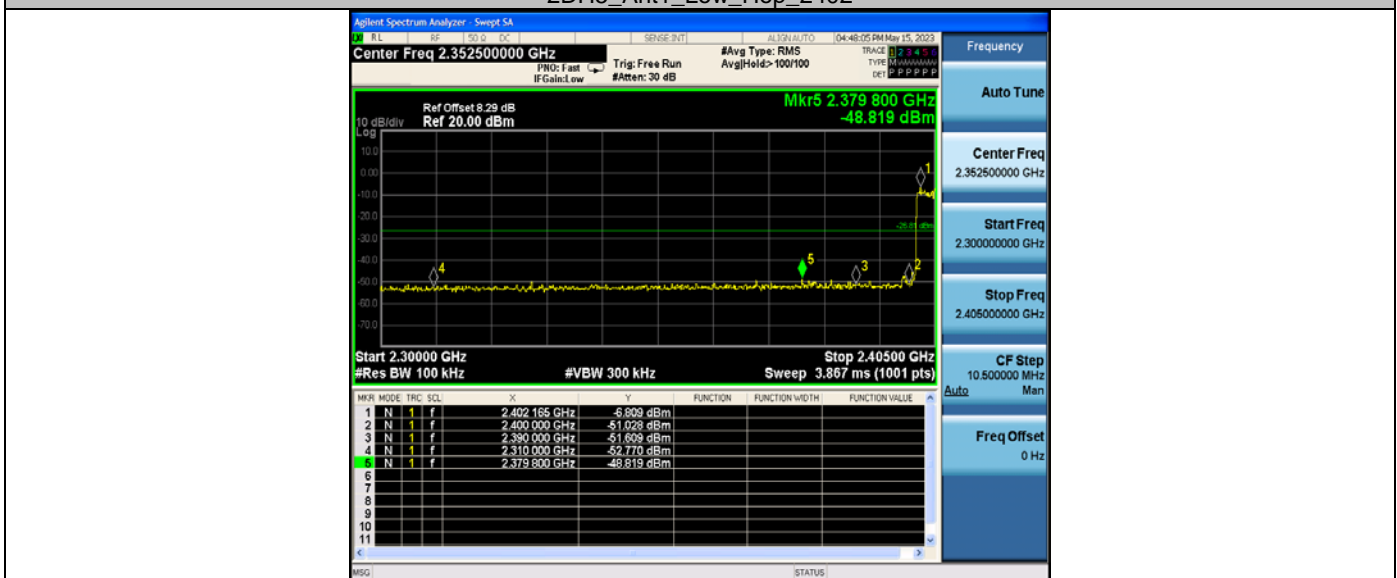 2DH5_Ant1_Low_Hop_2402
Agilent Spectrum Analyzer - Swept SA
RL RF 50 Ω DC SENSE:INT ALIGN AUTO 04:48:05 PM May 15, 2023
Center Freq 2.352500000 GHz
PNO: Fast
IFGain:Low
Trig: Free Run
#Atten: 30 dB
#Avg Type: RMS
Avg|Hold:>100/100
TRACE 1 2 3 4 5 6
TYPE M
DET P P P P P P
Ref Offset 8.29 dB
Ref 20.00 dBm
10 dB/div
Log
Mkr5 2.379 800 GHz
-48.819 dBm
10.0
0.00
-10.0
-20.0
-30.0
-40.0
-50.0
-60.0
-70.0
-26.81 dBm
1
2
3
4
5
Start 2.30000 GHz
Stop 2.40500 GHz
#Res BW 100 kHz #VBW 300 kHz Sweep 3.867 ms (1001 pts)
MKR MODE TRC SCL X Y FUNCTION FUNCTION WIDTH FUNCTION VALUE
1 N 1 f 2.402 165 GHz -6.809 dBm
2 N 1 f 2.400 000 GHz -51.028 dBm
3 N 1 f 2.390 000 GHz -51.609 dBm
4 N 1 f 2.310 000 GHz -52.770 dBm
5 N 1 f 2.379 800 GHz -48.819 dBm
6
7
8
9
10
11
MSG STATUS
Frequency
Auto Tune
Center Freq
2.352500000 GHz
Start Freq
2.300000000 GHz
Stop Freq
2.405000000 GHz
CF Step
10.500000 MHz
Auto Man
Freq Offset
0 Hz